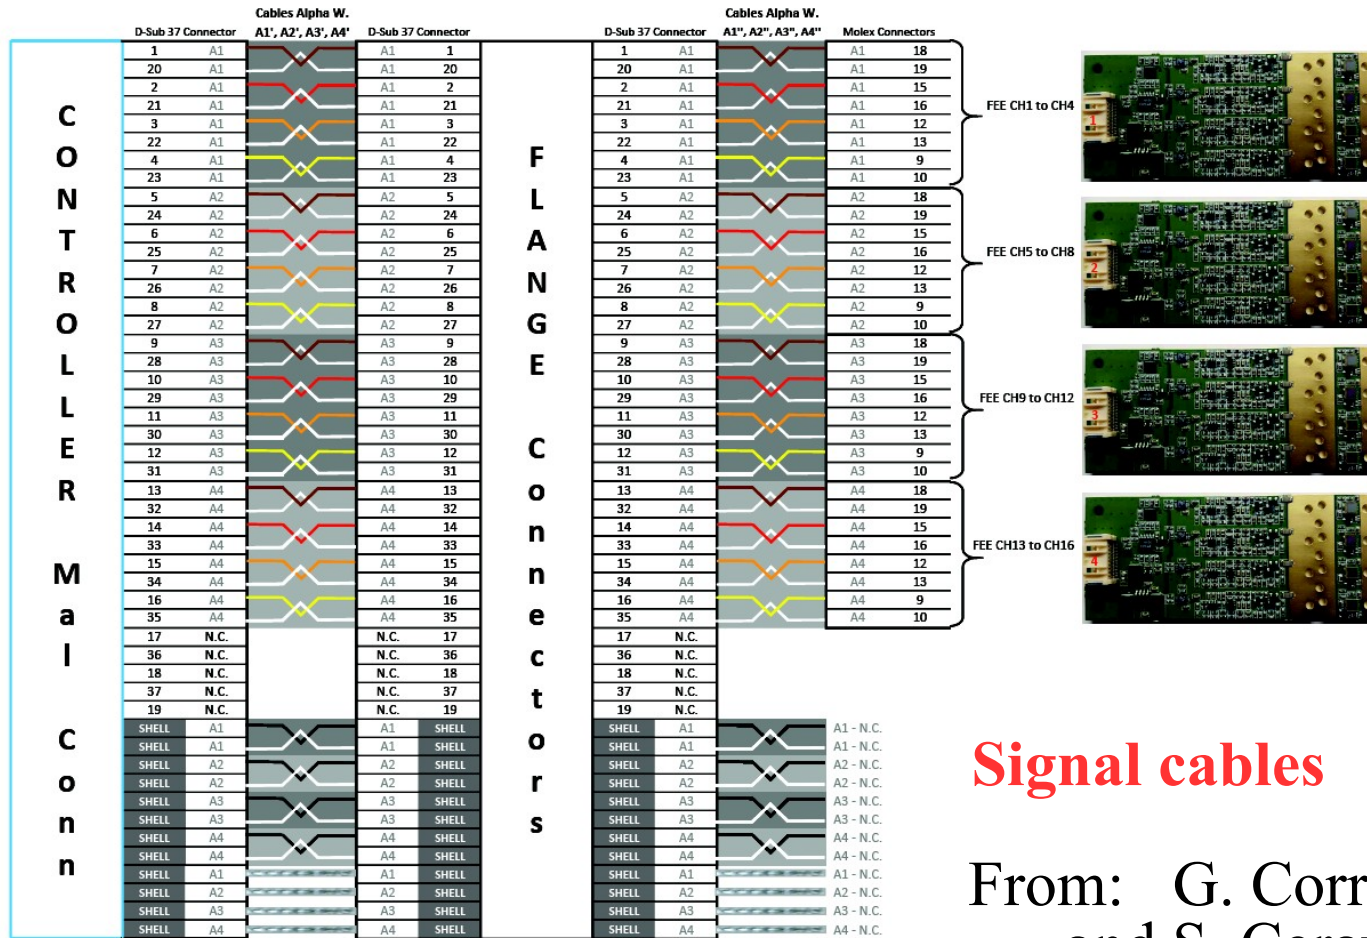 Cables Alpha W. Cables Alpha W.
D-Sub 37 Connector A1', A2', A3', A4' D-Sub 37 Connector D-Sub 37 Connector A1", A2", A3", A4" Molex Connectors
1 A1 A1 1 1 A1 A1 18
20 A1 A1 20 20 A1 A1 19
2 A1 A1 2 2 A1 A1 15
21 A1 A1 21 21 A1 A1 16
3 A1 A1 3 3 A1 A1 12
22 A1 A1 22 22 A1 A1 13
4 A1 A1 4 4 A1 A1 9
23 A1 A1 23 23 A1 A1 10
5 A2 A2 5 5 A2 A2 18
24 A2 A2 24 24 A2 A2 19
6 A2 A2 6 6 A2 A2 15
25 A2 A2 25 25 A2 A2 16
7 A2 A2 7 7 A2 A2 12
26 A2 A2 26 26 A2 A2 13
8 A2 A2 8 8 A2 A2 9
27 A2 A2 27 27 A2 A2 10
9 A3 A3 9 9 A3 A3 18
28 A3 A3 28 28 A3 A3 19
10 A3 A3 10 10 A3 A3 15
29 A3 A3 29 29 A3 A3 16
11 A3 A3 11 11 A3 A3 12
30 A3 A3 30 30 A3 A3 13
12 A3 A3 12 12 A3 A3 9
31 A3 A3 31 31 A3 A3 10
13 A4 A4 13 13 A4 A4 18
32 A4 A4 32 32 A4 A4 19
14 A4 A4 14 14 A4 A4 15
33 A4 A4 33 33 A4 A4 16
15 A4 A4 15 15 A4 A4 12
34 A4 A4 34 34 A4 A4 13
16 A4 A4 16 16 A4 A4 9
35 A4 A4 35 35 A4 A4 10
17 N.C. N.C. 17 17 N.C.
36 N.C. N.C. 36 36 N.C.
18 N.C. N.C. 18 18 N.C.
37 N.C. N.C. 37 37 N.C.
19 N.C. N.C. 19 19 N.C.
SHELL A1 A1 SHELL SHELL A1 A1 - N.C.
SHELL A1 A1 SHELL SHELL A1 A1 - N.C.
SHELL A2 A2 SHELL SHELL A2 A2 - N.C.
SHELL A2 A2 SHELL SHELL A2 A2 - N.C.
SHELL A3 A3 SHELL SHELL A3 A3 - N.C.
SHELL A3 A3 SHELL SHELL A3 A3 - N.C.
SHELL A4 A4 SHELL SHELL A4 A4 - N.C.
SHELL A4 A4 SHELL SHELL A4 A4 - N.C.
SHELL A1 A1 SHELL SHELL A1 A1 - N.C.
SHELL A2 A2 SHELL SHELL A2 A2 - N.C.
SHELL A3 A3 SHELL SHELL A3 A3 - N.C.
SHELL A4 A4 SHELL SHELL A4 A4 - N.C.
CONTROLLER Mal Conn
FLANGE Connectors
FEE CH1 to CH4
1
FEE CH5 to CH8
2
FEE CH9 to CH12
3
FEE CH13 to CH16
4
Signal cables
From: G. Corr
and S.